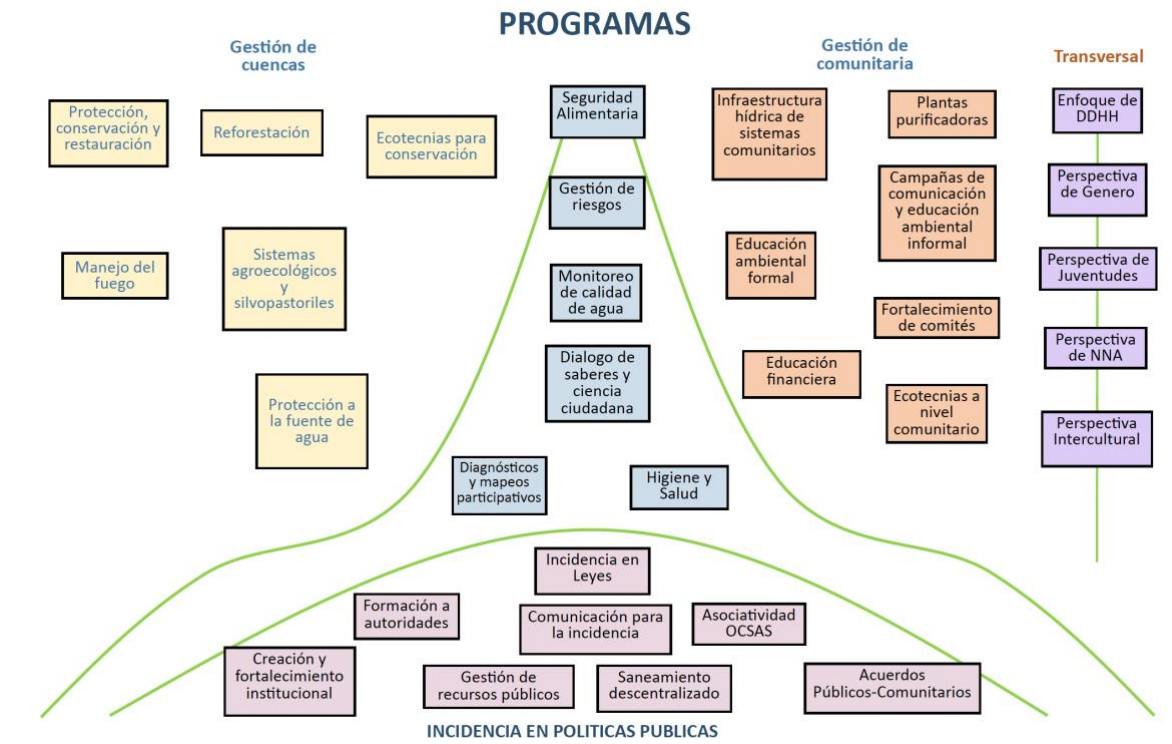 PROGRAMAS
Gestión de
cuencas
Protección,
conservación y
restauración
Reforestación
Ecotecnias para
conservación
Manejo del
fuego
Sistemas
agroecológicos
y
silvopastoriles
Protección a
la fuente de
agua
Seguridad
Alimentaria
Gestión de
riesgos
Monitoreo
de calidad
de agua
Dialogo de
saberes y
ciencia
ciudadana
Diagnósticos
y mapeos
participativos
Higiene y
Salud
Gestión de
comunitaria
Infraestructura
hídrica de
sistemas
comunitarios
Plantas
purificadoras
Campañas de
comunicación
y educación
ambiental
informal
Educación
ambiental
formal
Fortalecimiento
de comités
Educación
financiera
Ecotecnias a
nivel
comunitario
Transversal
Enfoque de
DDHH
Perspectiva
de Genero
Perspectiva de
Juventudes
Perspectiva
de NNA
Perspectiva
Intercultural
Incidencia en
Leyes
Formación a
autoridades
Comunicación para
la incidencia
Asociatividad
OCSAS
Creación y
fortalecimiento
institucional
Gestión de
recursos públicos
Saneamiento
descentralizado
Acuerdos
Públicos-Comunitarios
INCIDENCIA EN POLITICAS PUBLICAS